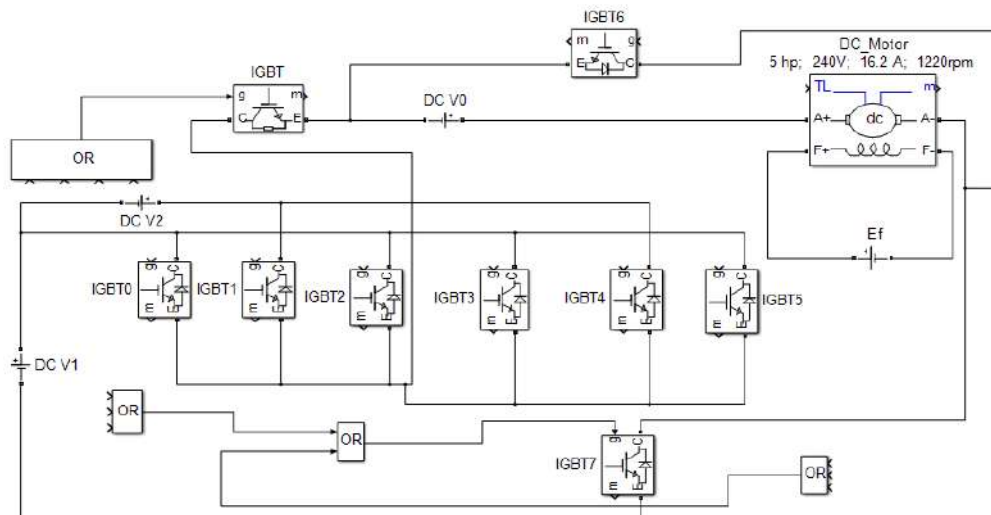 IGBT6
m
g
E
C
DC_Motor
5 hp; 240V; 16.2 A; 1220rpm
IGBT
g
m
C
E
DC V0
TL
m
A+
dc
A-
F+
F-
OR
DC V2
Ef
IGBT0
g
C
m
E
IGBT1
g
C
m
E
IGBT2
g
C
m
E
IGBT3
g
C
m
E
IGBT4
g
C
m
E
IGBT5
g
C
m
E
DC V1
OR
OR
IGBT7
g
C
m
E
OR